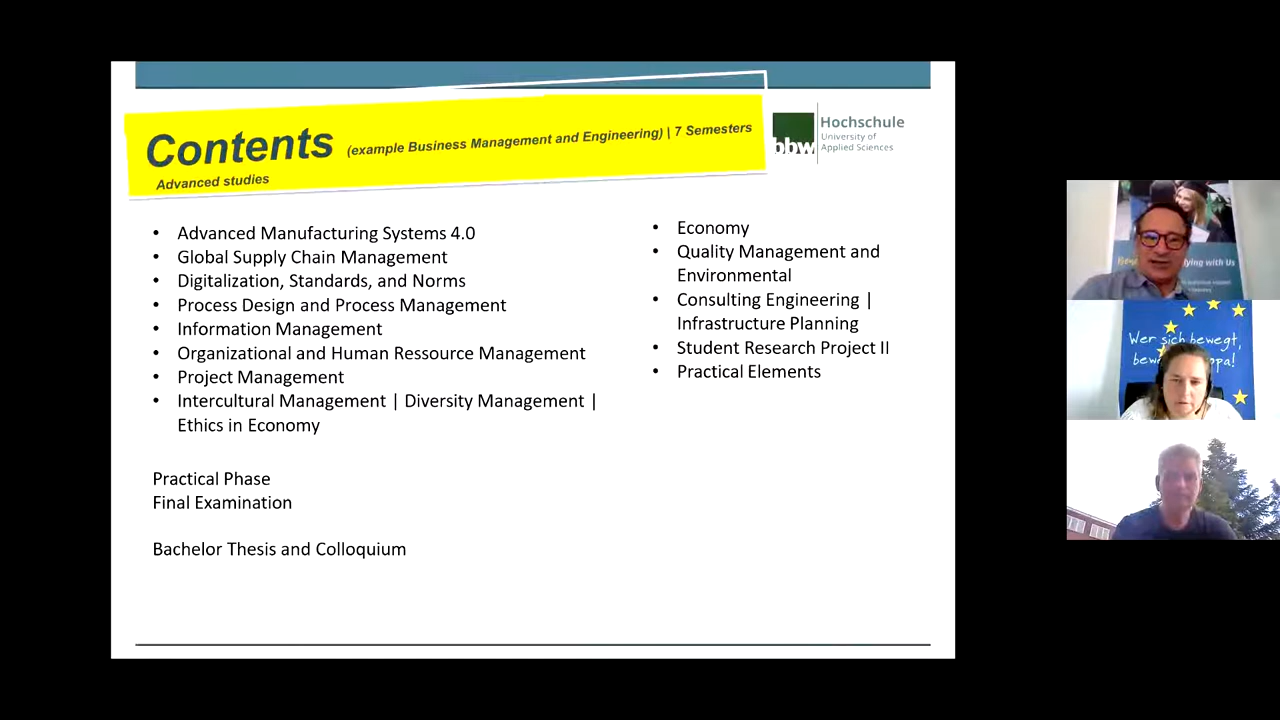 Contents (example Business Management and Engineering) | 7 Semesters
Advanced studies
bbw
Hochschule
University of
Applied Sciences
• Advanced Manufacturing Systems 4.0
• Global Supply Chain Management
• Digitalization, Standards, and Norms
• Process Design and Process Management
• Information Management
• Organizational and Human Ressource Management
• Project Management
• Intercultural Management | Diversity Management |
Ethics in Economy
Practical Phase
Final Examination
Bachelor Thesis and Colloquium
• Economy
• Quality Management and
Environmental
• Consulting Engineering |
Infrastructure Planning
• Student Research Project II
• Practical Elements
with Us
Wer sich bewegt,